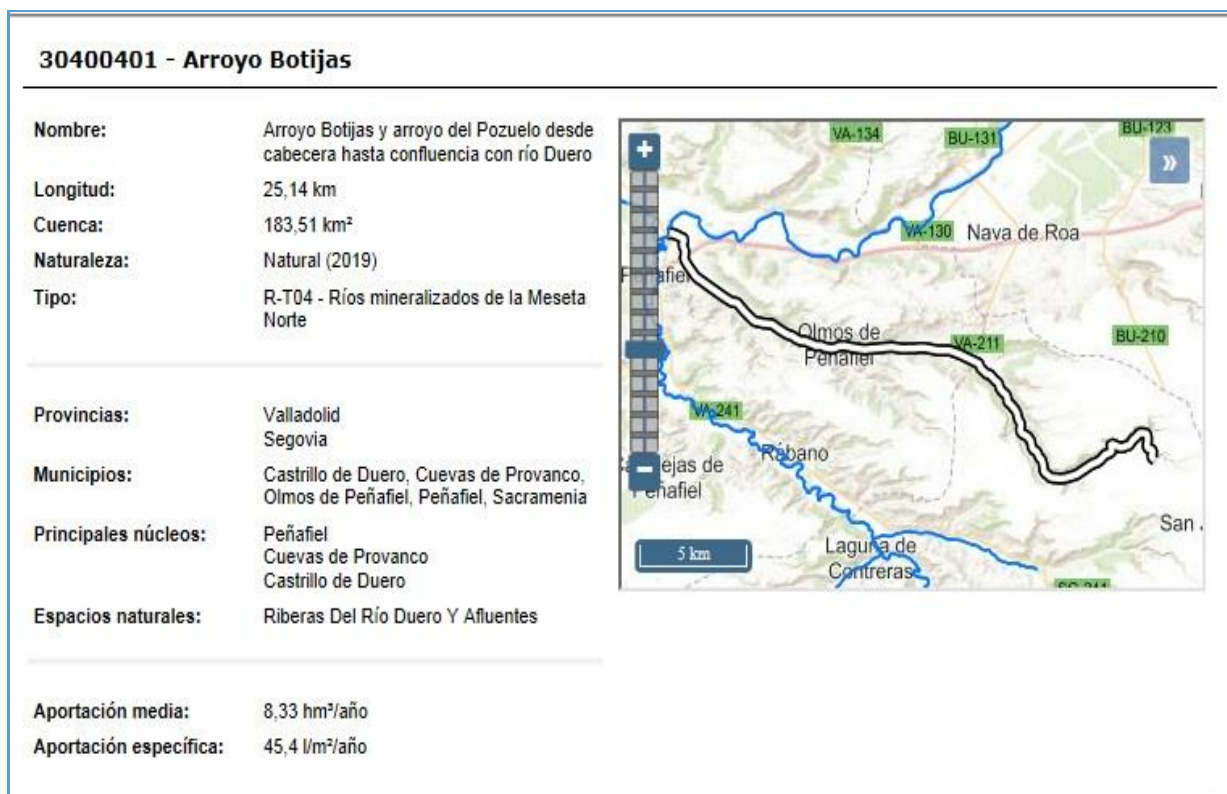 30400401 - Arroyo Botijas
Nombre: Arroyo Botijas y arroyo del Pozuelo desde
cabecera hasta confluencia con río Duero
Longitud: 25,14 km
Cuenca: 183,51 km²
Naturaleza: Natural (2019)
Tipo: R-T04 - Ríos mineralizados de la Meseta
Norte
Provincias: Valladolid
Segovia
Municipios: Castrillo de Duero, Cuevas de Provanco,
Olmos de Peñafiel, Peñafiel, Sacramenia
Principales núcleos: Peñafiel
Cuevas de Provanco
Castrillo de Duero
Espacios naturales: Riberas Del Río Duero Y Afluentes
Aportación media: 8,33 hm³/año
Aportación específica: 45,4 l/m²/año
+
VA-134
BU-131
BU-123
»
VA-130
Nava de Roa
Olmos de
Peñafiel
VA-211
BU-210
VA-241
Rábano
Peñafiel
–
San
5 km
Laguna de
Contreras